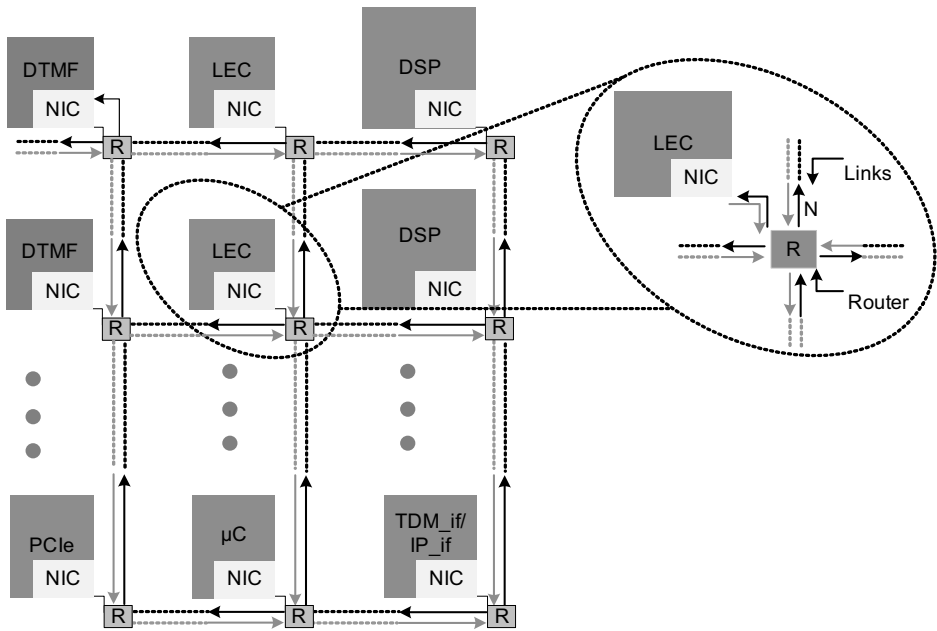 DTMF
NIC
LEC
NIC
DSP
NIC
R
R
R
DTMF
NIC
LEC
NIC
DSP
NIC
R
R
R
PCIe
NIC
µC
NIC
TDM_if/
IP_if
NIC
R
R
R
LEC
NIC
Links
N
R
Router